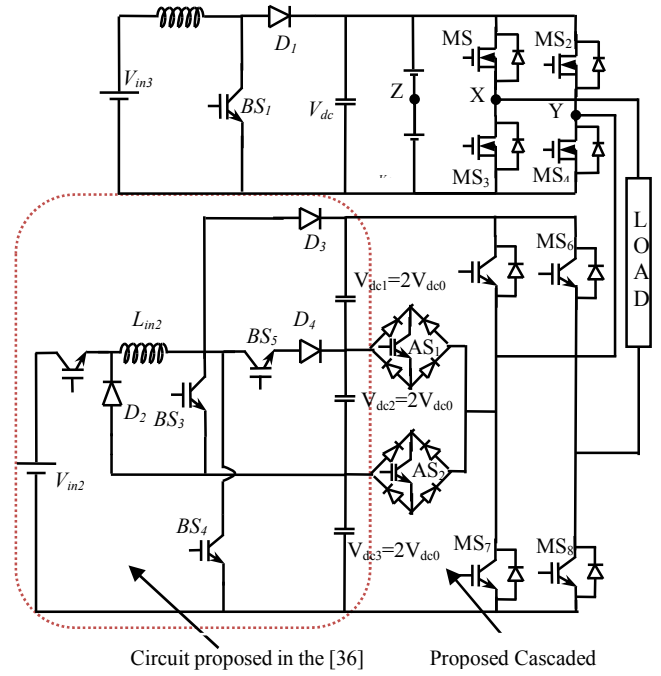 D1
MS
MS2
Vin3
BS1
Vdc
Z
X
Y
MS3
MS4
D3
MS6
LOAD
Vdc1=2Vdc0
Lin2
BS5
D4
AS1
D2
BS3
Vdc2=2Vdc0
Vin2
AS2
BS4
Vdc3=2Vdc0
MS7
MS8
Circuit proposed in the [36]
Proposed Cascaded